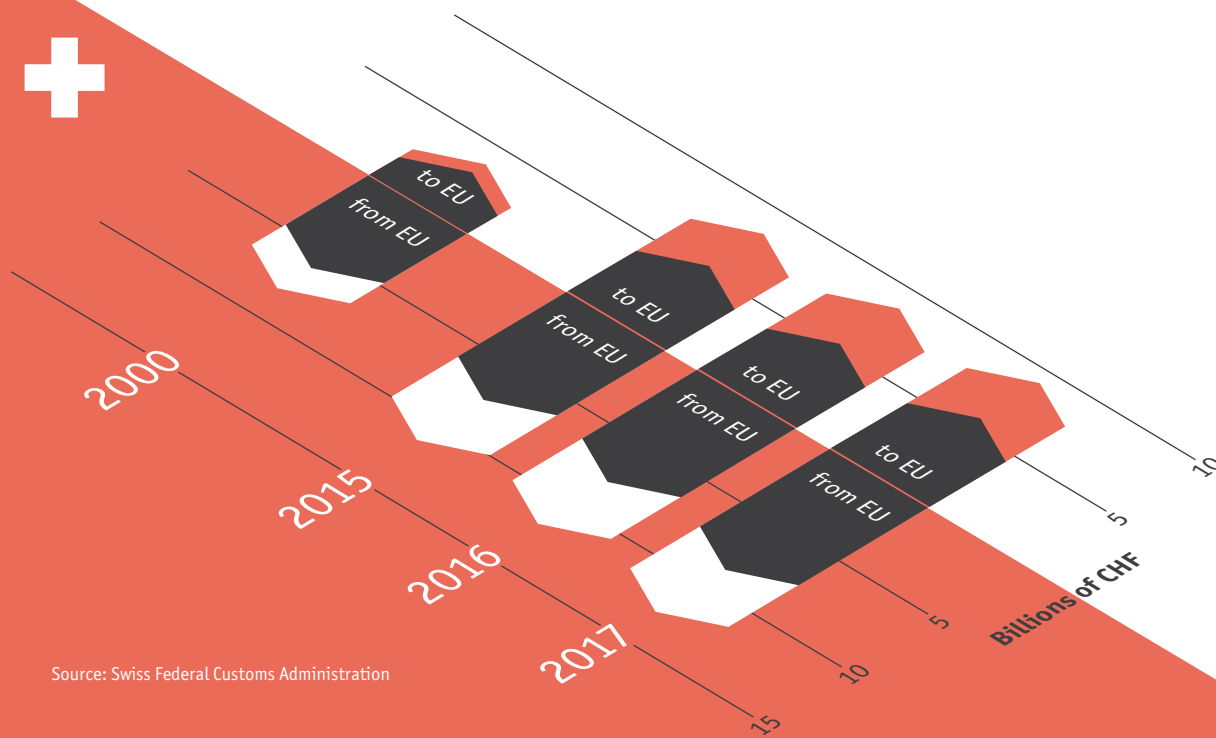 to EU
from EU
to EU
from EU
to EU
from EU
to EU
from EU
2000
2015
2016
2017
10
5
5
10
15
Billions of CHF
Source: Swiss Federal Customs Administration